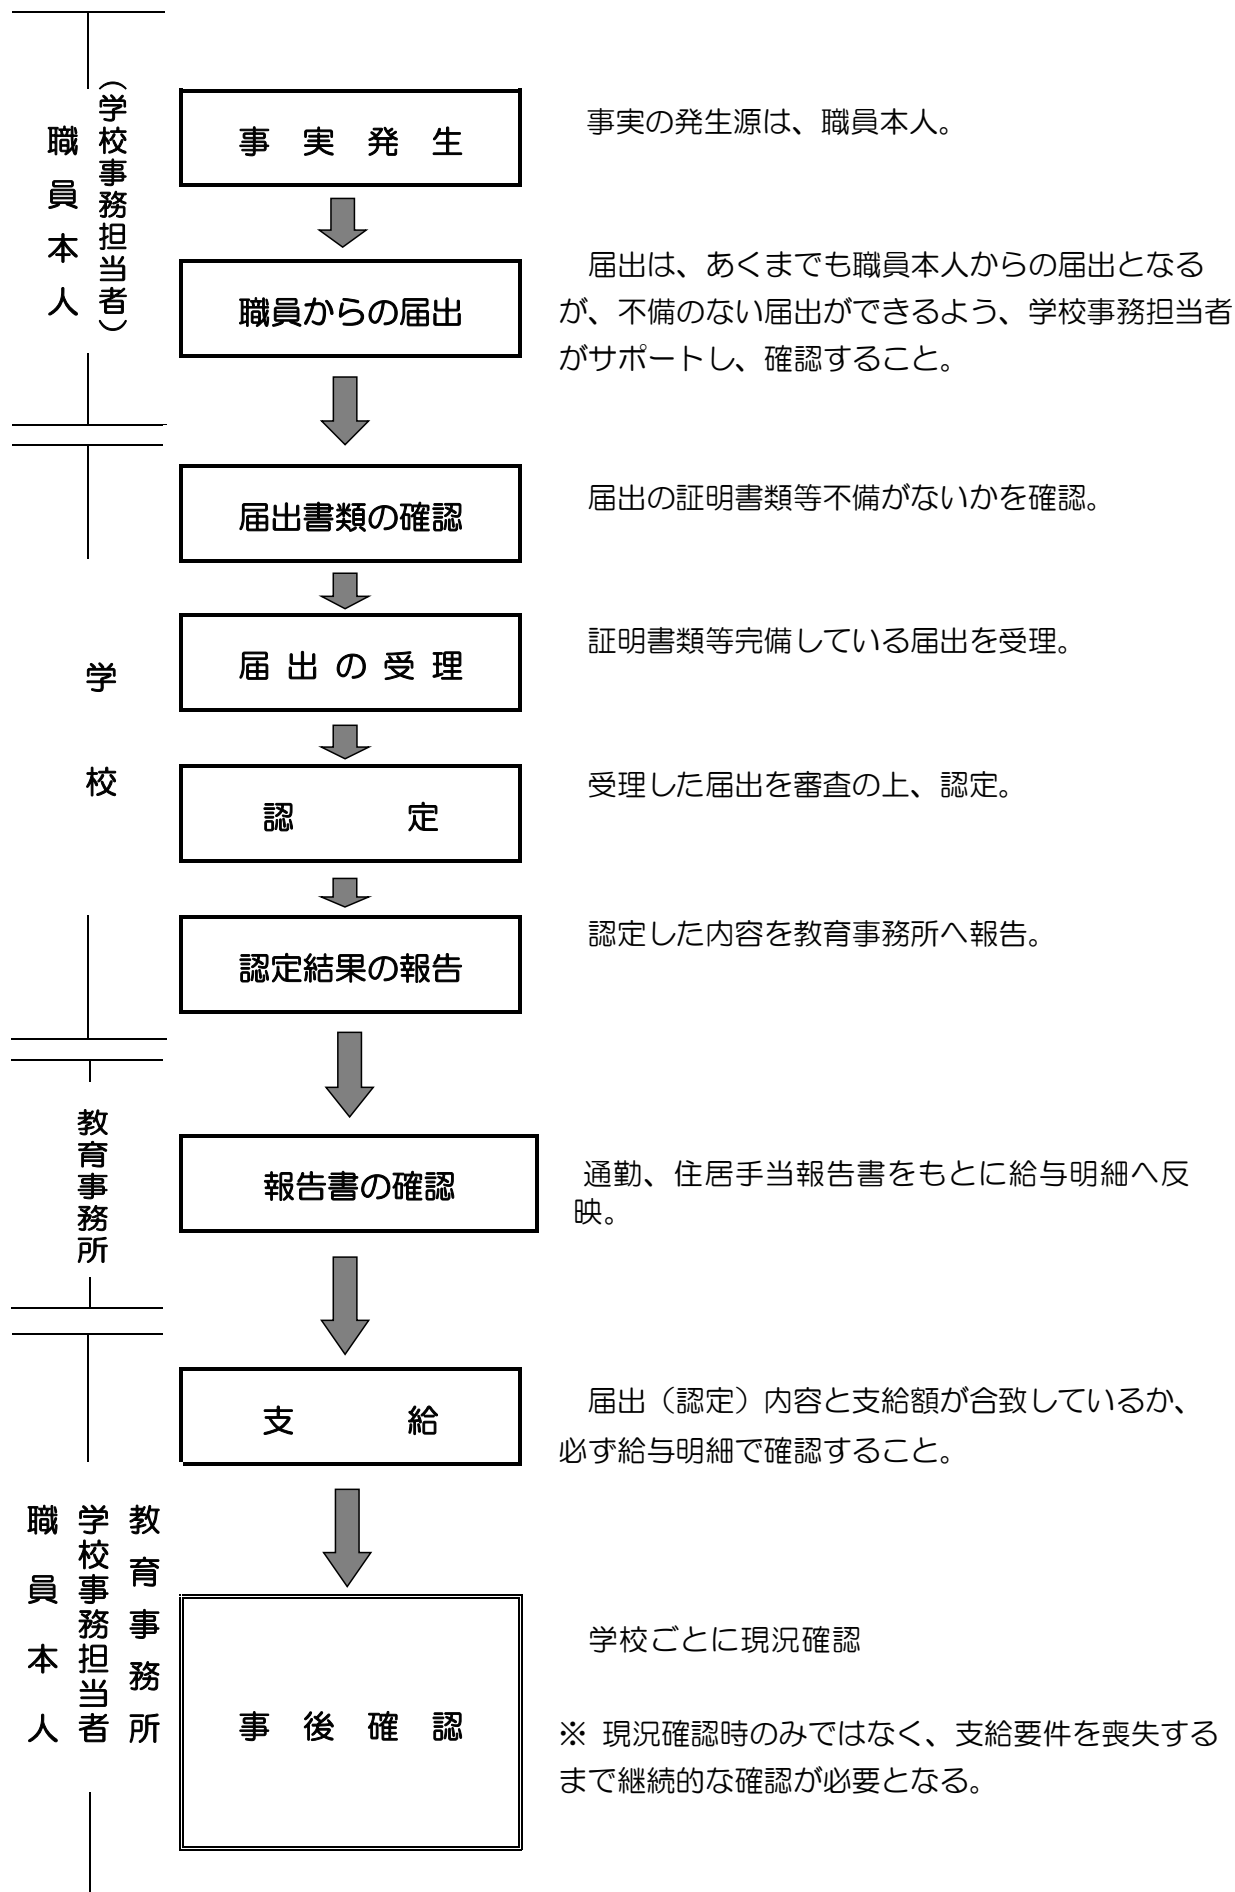 職員本人
（学校事務担当者）
事　実　発　生
事実の発生源は、職員本人。
職員からの届出
届出は、あくまでも職員本人からの届出となる
が、不備のない届出ができるよう、学校事務担当者
がサポートし、確認すること。
学校
届出書類の確認
届出の証明書類等不備がないかを確認。
届 出 の 受 理
証明書類等完備している届出を受理。
認　　　定
受理した届出を審査の上、認定。
認定結果の報告
認定した内容を教育事務所へ報告。
教育事務所
報告書の確認
通勤、住居手当報告書をもとに給与明細へ反
映。
支　　　給
届出（認定）内容と支給額が合致しているか、
必ず給与明細で確認すること。
教育事務所
学校事務担当者
職員本人
事　後　確　認
学校ごとに現況確認
※ 現況確認時のみではなく、支給要件を喪失する
まで継続的な確認が必要となる。